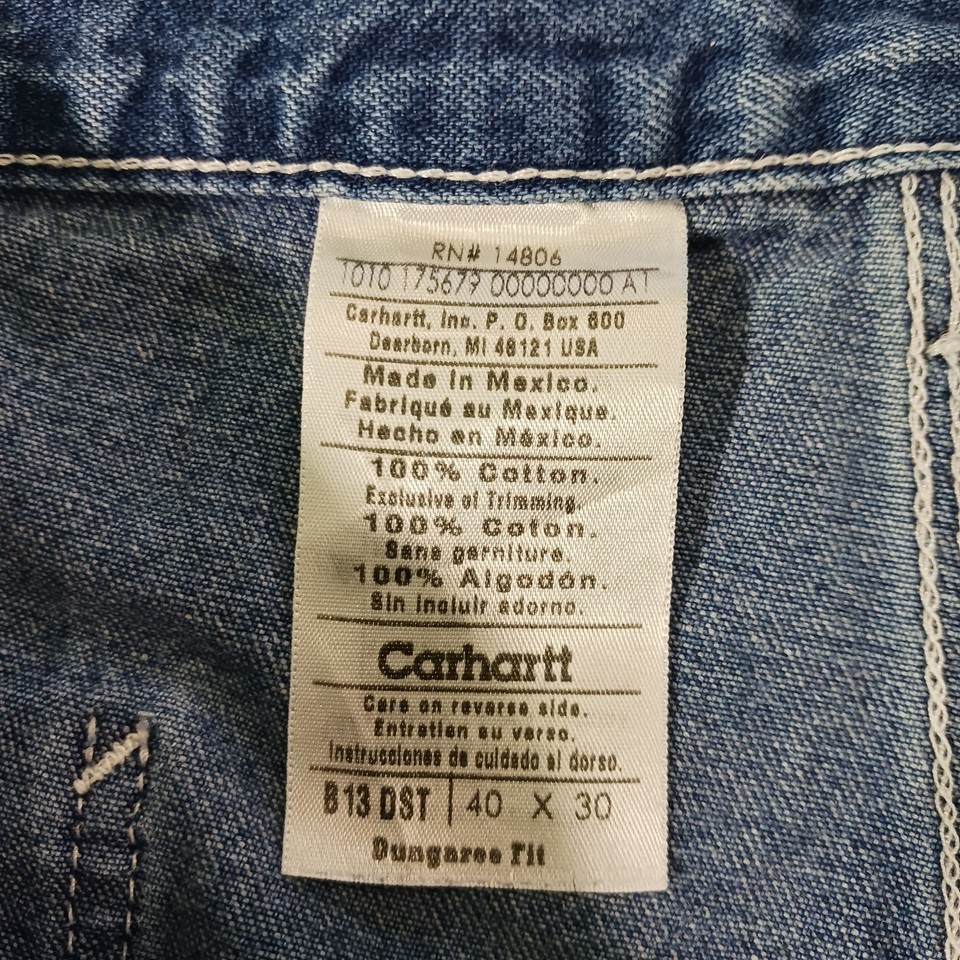 RN# 14806
1010 175679 00000000 A1
Carhartt, Inc. P. O. Box 600
Dearborn, MI 48121 USA
Made in Mexico.
Fabriqué au Mexique.
Hecho en México.
100% Cotton.
Exclusive of Trimming.
100% Coton.
Sans garniture.
100% Algodón.
Sin incluir adorno.
Carhartt
Care on reverse side.
Entretien au verso.
Instrucciones de cuidado al dorso.
B13 DST | 40 X 30
Dungaree Fit